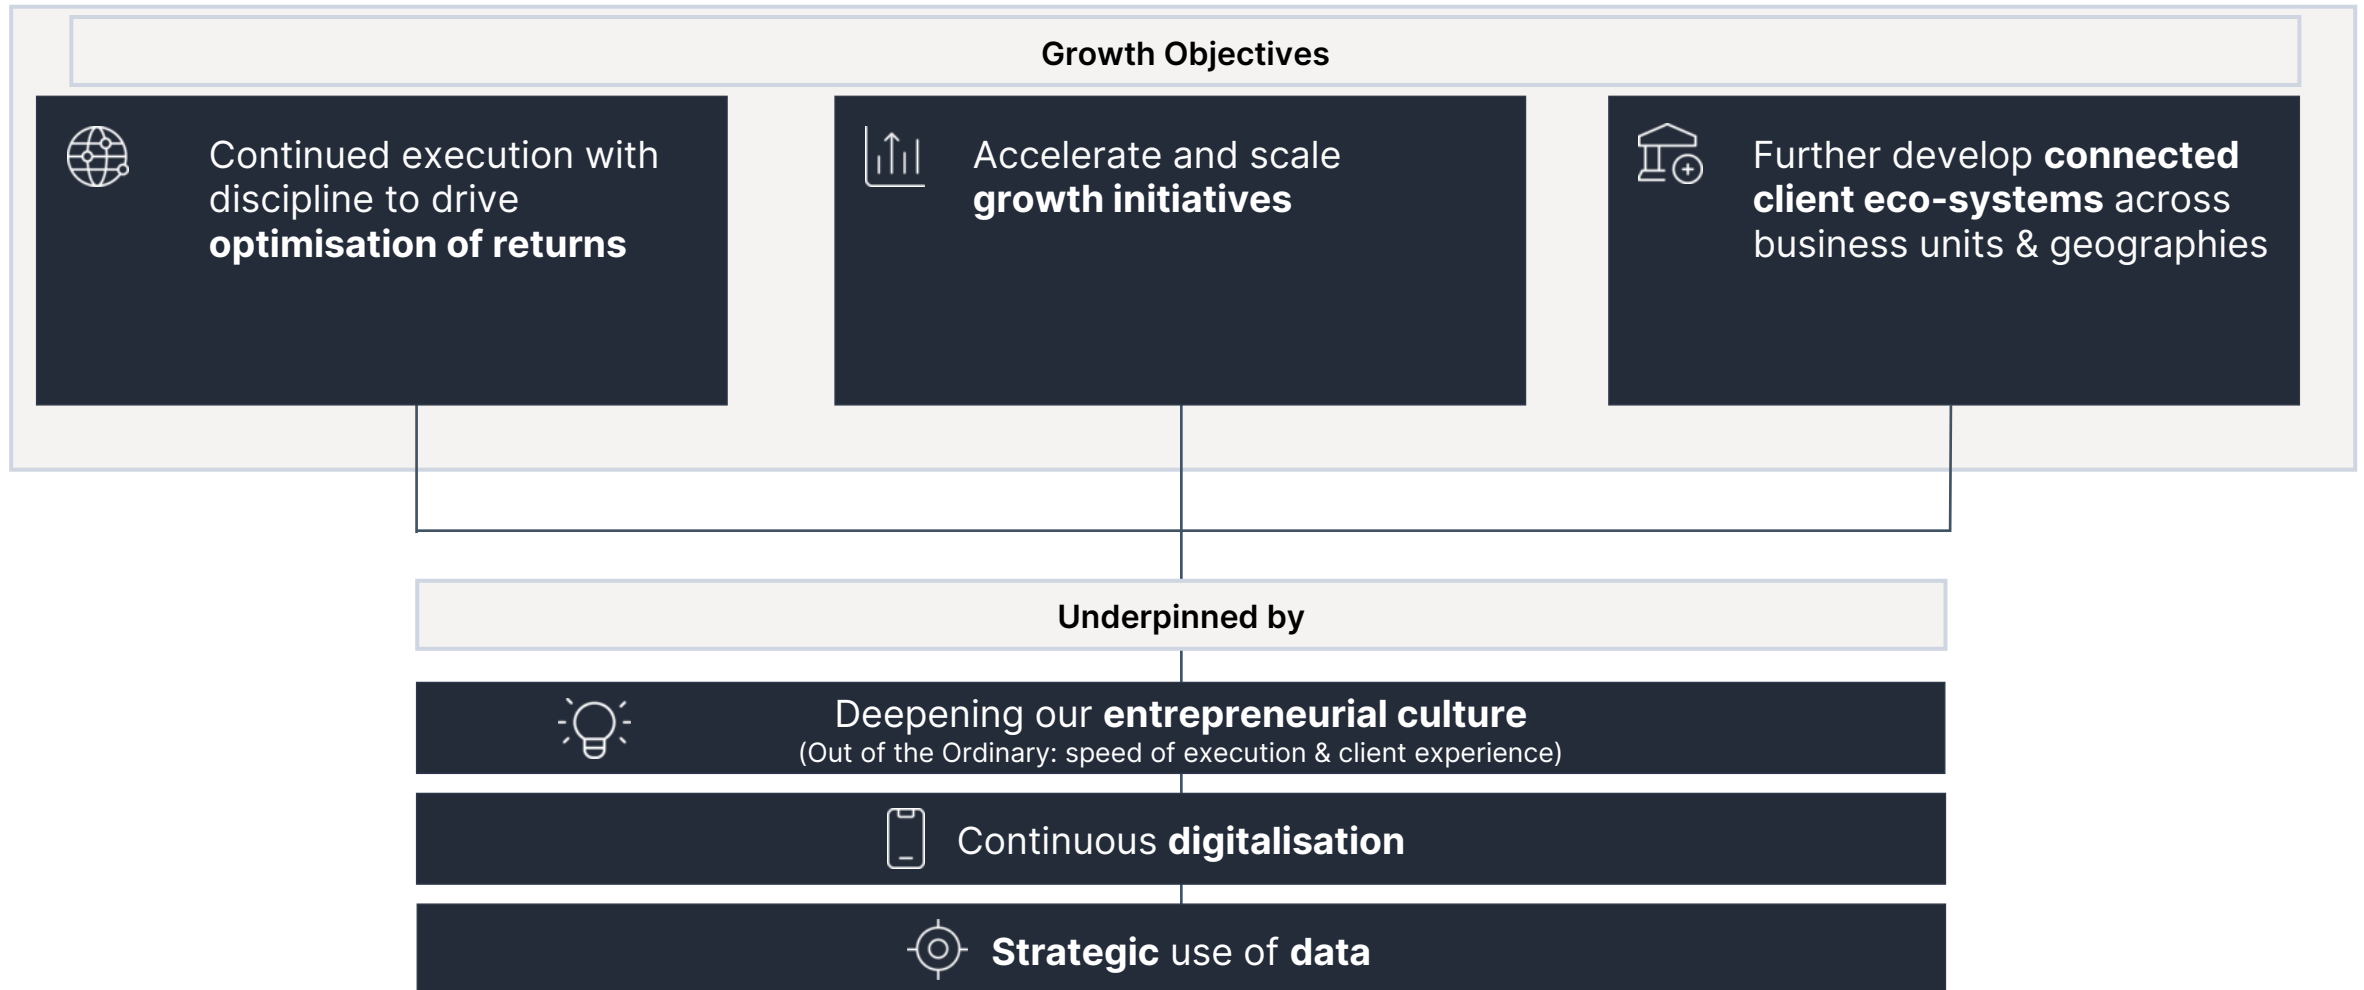 Growth Objectives
Continued execution with
discipline to drive
optimisation of returns
Accelerate and scale
growth initiatives
Further develop connected
client eco-systems across
business units & geographies
Underpinned by
Deepening our entrepreneurial culture
(Out of the Ordinary: speed of execution & client experience)
Continuous digitalisation
Strategic use of data